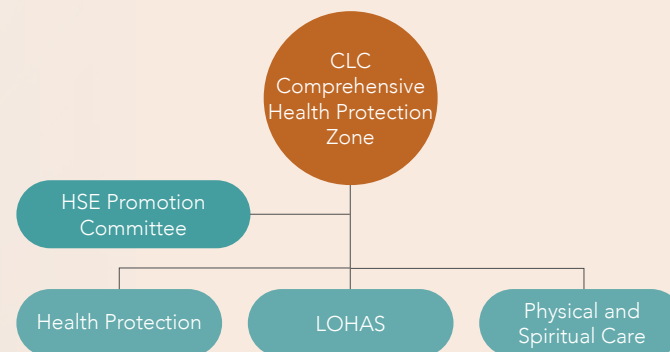 CLC
Comprehensive
Health Protection
Zone
HSE Promotion
Committee
Health Protection
LOHAS
Physical and
Spiritual Care